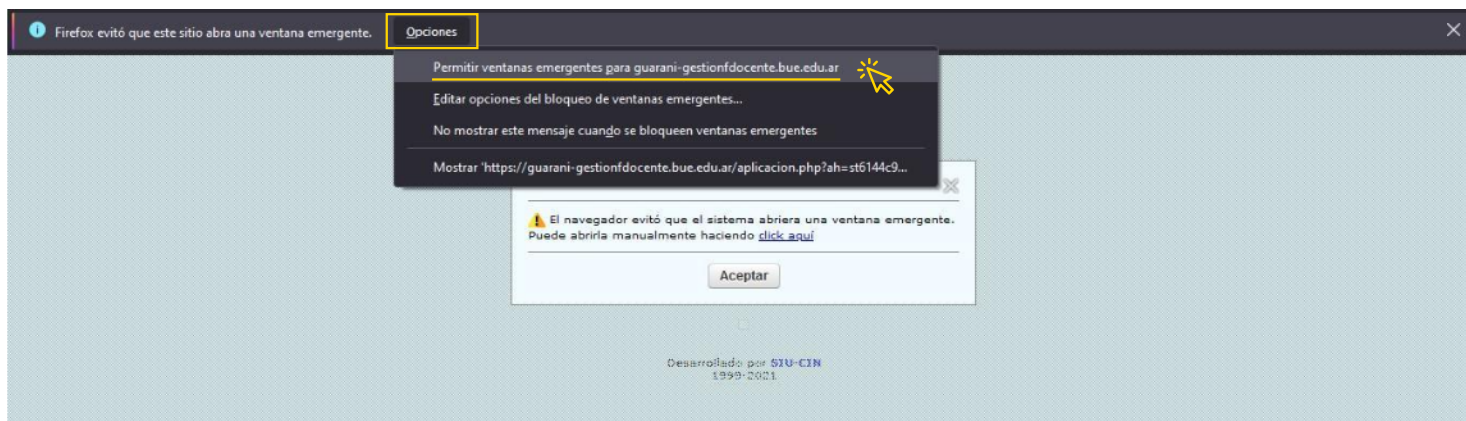 Firefox evitó que este sitio abra una ventana emergente.
Opciones
Permitir ventanas emergentes para guarani-gestionfdocente.bue.edu.ar
Editar opciones del bloqueo de ventanas emergentes...
No mostrar este mensaje cuando se bloqueen ventanas emergentes
Mostrar 'https://guarani-gestionfdocente.bue.edu.ar/aplicacion.php?ah=st6144c9...
El navegador evitó que el sistema abriera una ventana emergente.
Puede abrirla manualmente haciendo click aquí
Aceptar
Desarrollado por SIU-CIN
1999-2021